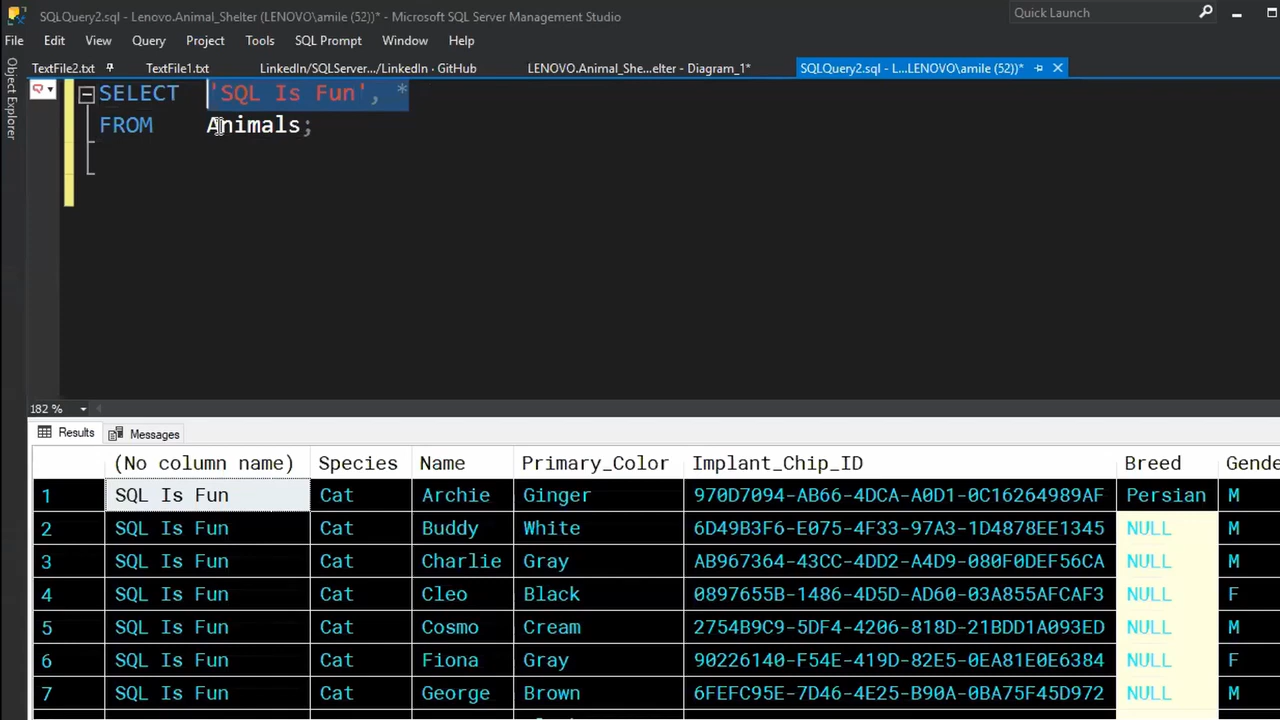 SQLQuery2.sql - Lenovo.Animal_Shelter (LENOVO\amile (52))* - Microsoft SQL Server Management Studio
Quick Launch
File Edit View Query Project Tools SQL Prompt Window Help
TextFile2.txt TextFile1.txt LinkedIn/SQLServer.../LinkedIn · GitHub LENOVO.Animal_She...elter - Diagram_1* SQLQuery2.sql - L...LENOVO\amile (52))*
Object Explorer
SELECT 'SQL Is Fun', *
FROM Animals;
182 %
Results Messages
(No column name) Species Name Primary_Color Implant_Chip_ID Breed Gende
1 SQL Is Fun Cat Archie Ginger 970D7094-AB66-4DCA-A0D1-0C16264989AF Persian M
2 SQL Is Fun Cat Buddy White 6D49B3F6-E075-4F33-97A3-1D4878EE1345 NULL M
3 SQL Is Fun Cat Charlie Gray AB967364-43CC-4DD2-A4D9-080F0DEF56CA NULL M
4 SQL Is Fun Cat Cleo Black 0897655B-1486-4D5D-AD60-03A855AFCAF3 NULL F
5 SQL Is Fun Cat Cosmo Cream 2754B9C9-5DF4-4206-818D-21BDD1A093ED NULL M
6 SQL Is Fun Cat Fiona Gray 90226140-F54E-419D-82E5-0EA81E0E6384 NULL F
7 SQL Is Fun Cat George Brown 6FEFC95E-7D46-4E25-B90A-0BA75F45D972 NULL M